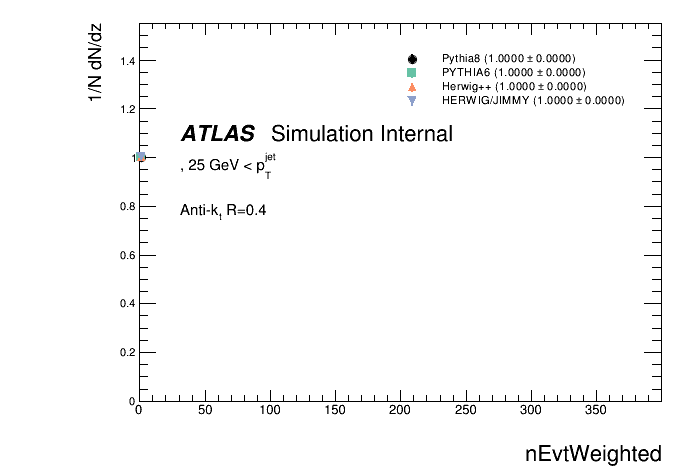 1/N dN/dz
1.4
1.2
1
0.8
0.6
0.4
0.2
0
Pythia8 (1.0000 ± 0.0000)
PYTHIA6 (1.0000 ± 0.0000)
Herwig++ (1.0000 ± 0.0000)
HERWIG/JIMMY (1.0000 ± 0.0000)
ATLAS Simulation Internal
, 25 GeV < p_T^jet
Anti-k_t R=0.4
0 50 100 150 200 250 300 350
nEvtWeighted